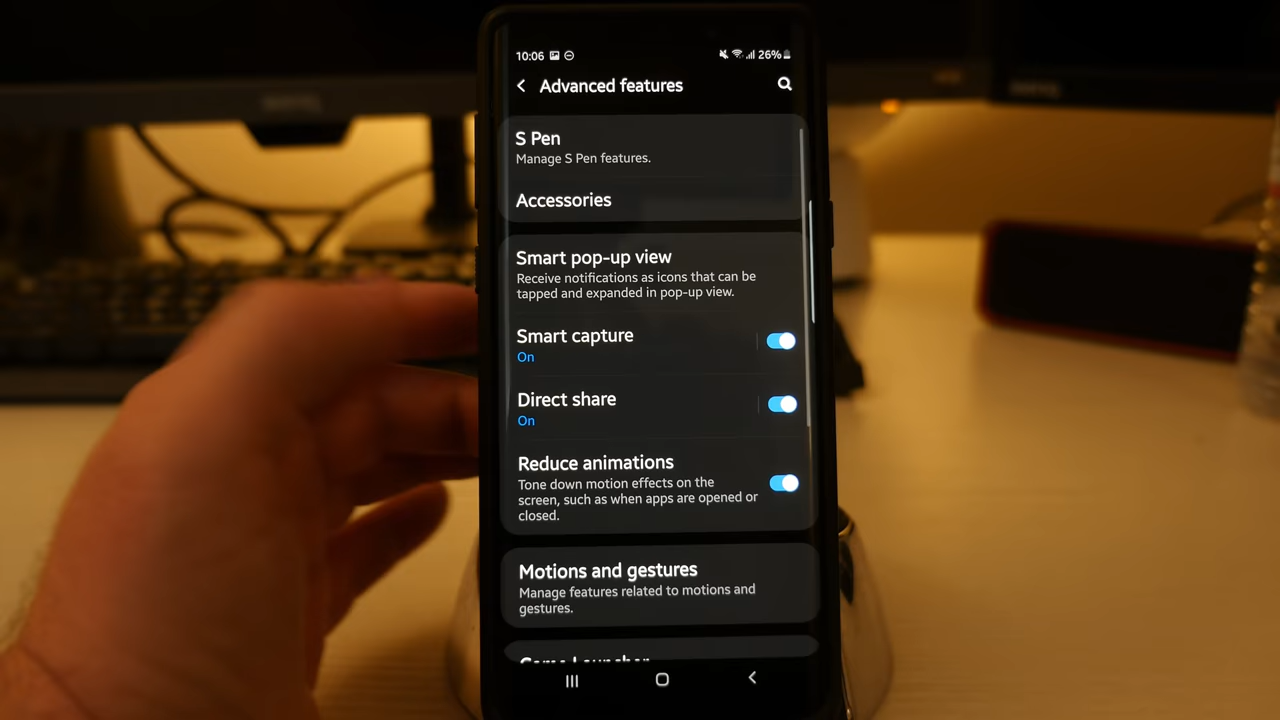 10:06 26%
Advanced features
S Pen
Manage S Pen features.
Accessories
Smart pop-up view
Receive notifications as icons that can be
tapped and expanded in pop-up view.
Smart capture
On
Direct share
On
Reduce animations
Tone down motion effects on the
screen, such as when apps are opened or
closed.
Motions and gestures
Manage features related to motions and
gestures.